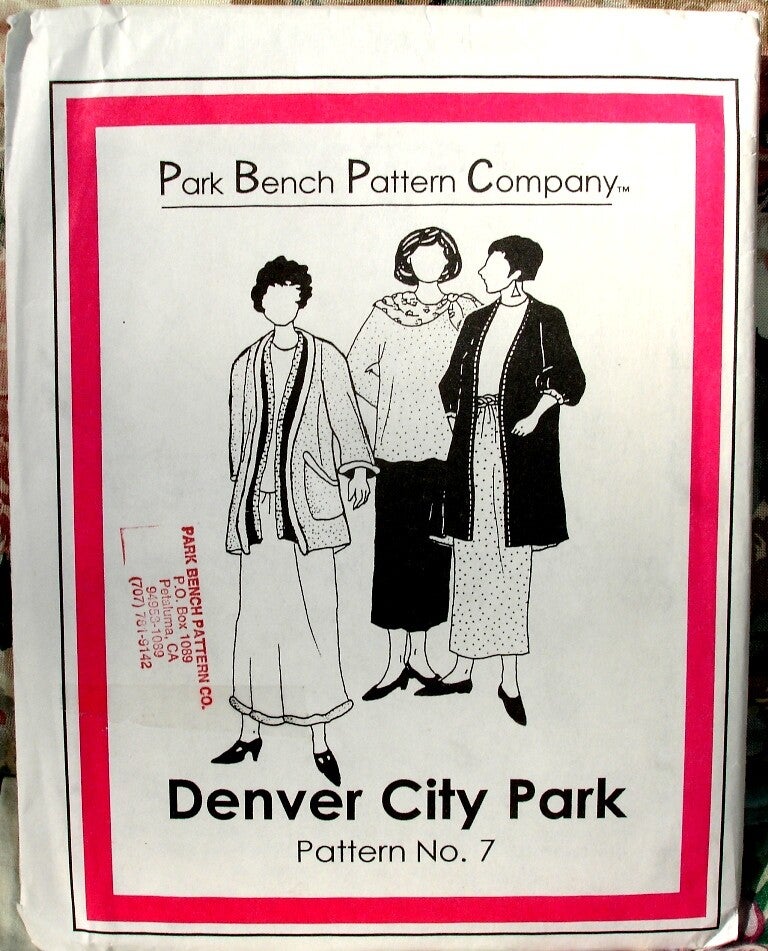 Park Bench Pattern Company™
PARK BENCH PATTERN CO.
P.O. Box 1089
Petaluma, CA
94953-1089
(707) 781-9142
Denver City Park
Pattern No. 7